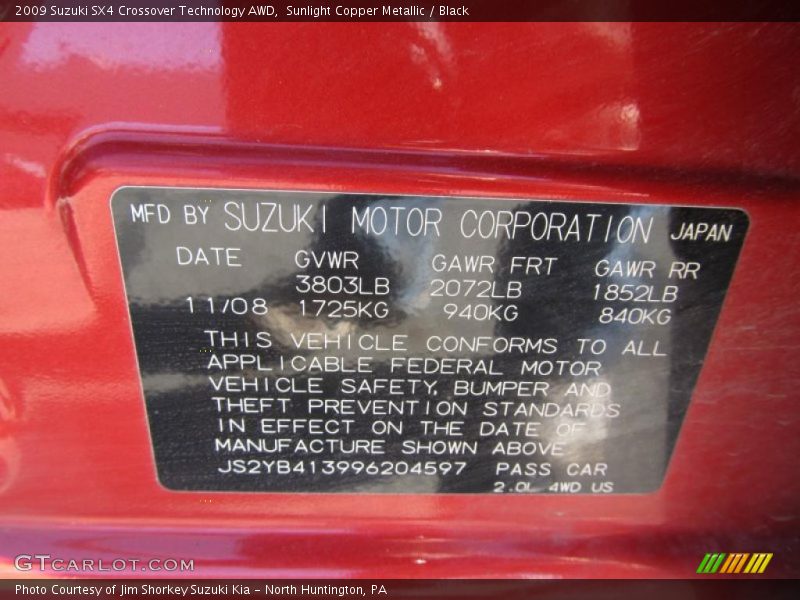 2009 Suzuki SX4 Crossover Technology AWD, Sunlight Copper Metallic / Black
MFD BY SUZUKI MOTOR CORPORATION JAPAN
DATE GVWR GAWR FRT GAWR RR
3803LB 2072LB 1852LB
11/08 1725KG 940KG 840KG
THIS VEHICLE CONFORMS TO ALL
APPLICABLE FEDERAL MOTOR
VEHICLE SAFETY, BUMPER AND
THEFT PREVENTION STANDARDS
IN EFFECT ON THE DATE OF
MANUFACTURE SHOWN ABOVE
JS2YB413996204597 PASS CAR
2.0L 4WD US
GTCARLOT.COM
Photo Courtesy of Jim Shorkey Suzuki Kia - North Huntington, PA